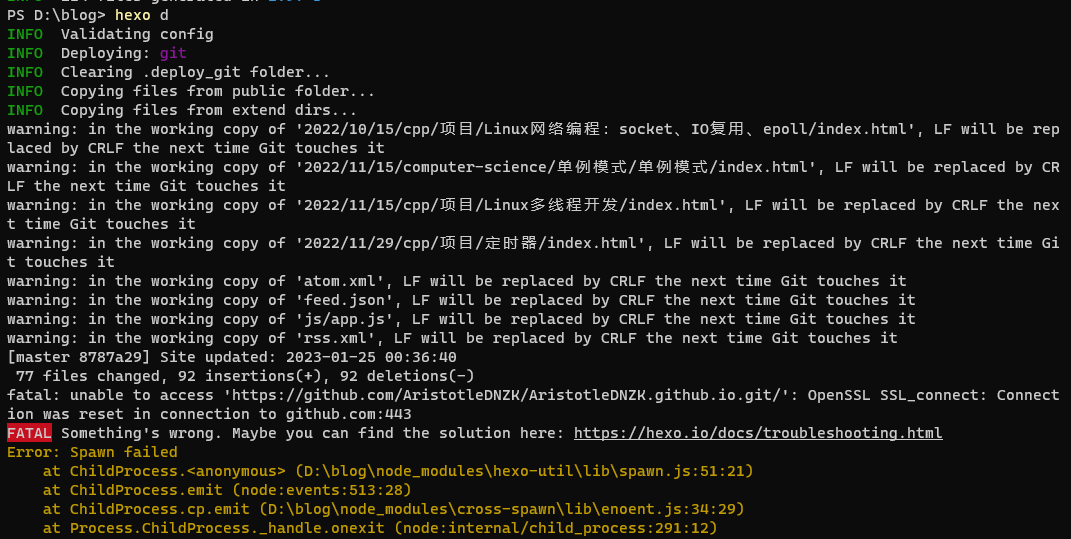 PS D:\blog> hexo d
INFO  Validating config
INFO  Deploying: git
INFO  Clearing .deploy_git folder...
INFO  Copying files from public folder...
INFO  Copying files from extend dirs...
warning: in the working copy of '2022/10/15/cpp/项目/Linux网络编程：socket、IO复用、epoll/index.html', LF will be rep
laced by CRLF the next time Git touches it
warning: in the working copy of '2022/11/15/computer-science/单例模式/单例模式/index.html', LF will be replaced by CR
LF the next time Git touches it
warning: in the working copy of '2022/11/15/cpp/项目/Linux多线程开发/index.html', LF will be replaced by CRLF the nex
t time Git touches it
warning: in the working copy of '2022/11/29/cpp/项目/定时器/index.html', LF will be replaced by CRLF the next time Gi
t touches it
warning: in the working copy of 'atom.xml', LF will be replaced by CRLF the next time Git touches it
warning: in the working copy of 'feed.json', LF will be replaced by CRLF the next time Git touches it
warning: in the working copy of 'js/app.js', LF will be replaced by CRLF the next time Git touches it
warning: in the working copy of 'rss.xml', LF will be replaced by CRLF the next time Git touches it
[master 8787a29] Site updated: 2023-01-25 00:36:40
 77 files changed, 92 insertions(+), 92 deletions(-)
fatal: unable to access 'https://github.com/AristotleDNZK/AristotleDNZK.github.io.git/': OpenSSL SSL_connect: Connect
ion was reset in connection to github.com:443
FATAL Something's wrong. Maybe you can find the solution here: https://hexo.io/docs/troubleshooting.html
Error: Spawn failed
    at ChildProcess.<anonymous> (D:\blog\node_modules\hexo-util\lib\spawn.js:51:21)
    at ChildProcess.emit (node:events:513:28)
    at ChildProcess.cp.emit (D:\blog\node_modules\cross-spawn\lib\enoent.js:34:29)
    at Process.ChildProcess._handle.onexit (node:internal/child_process:291:12)